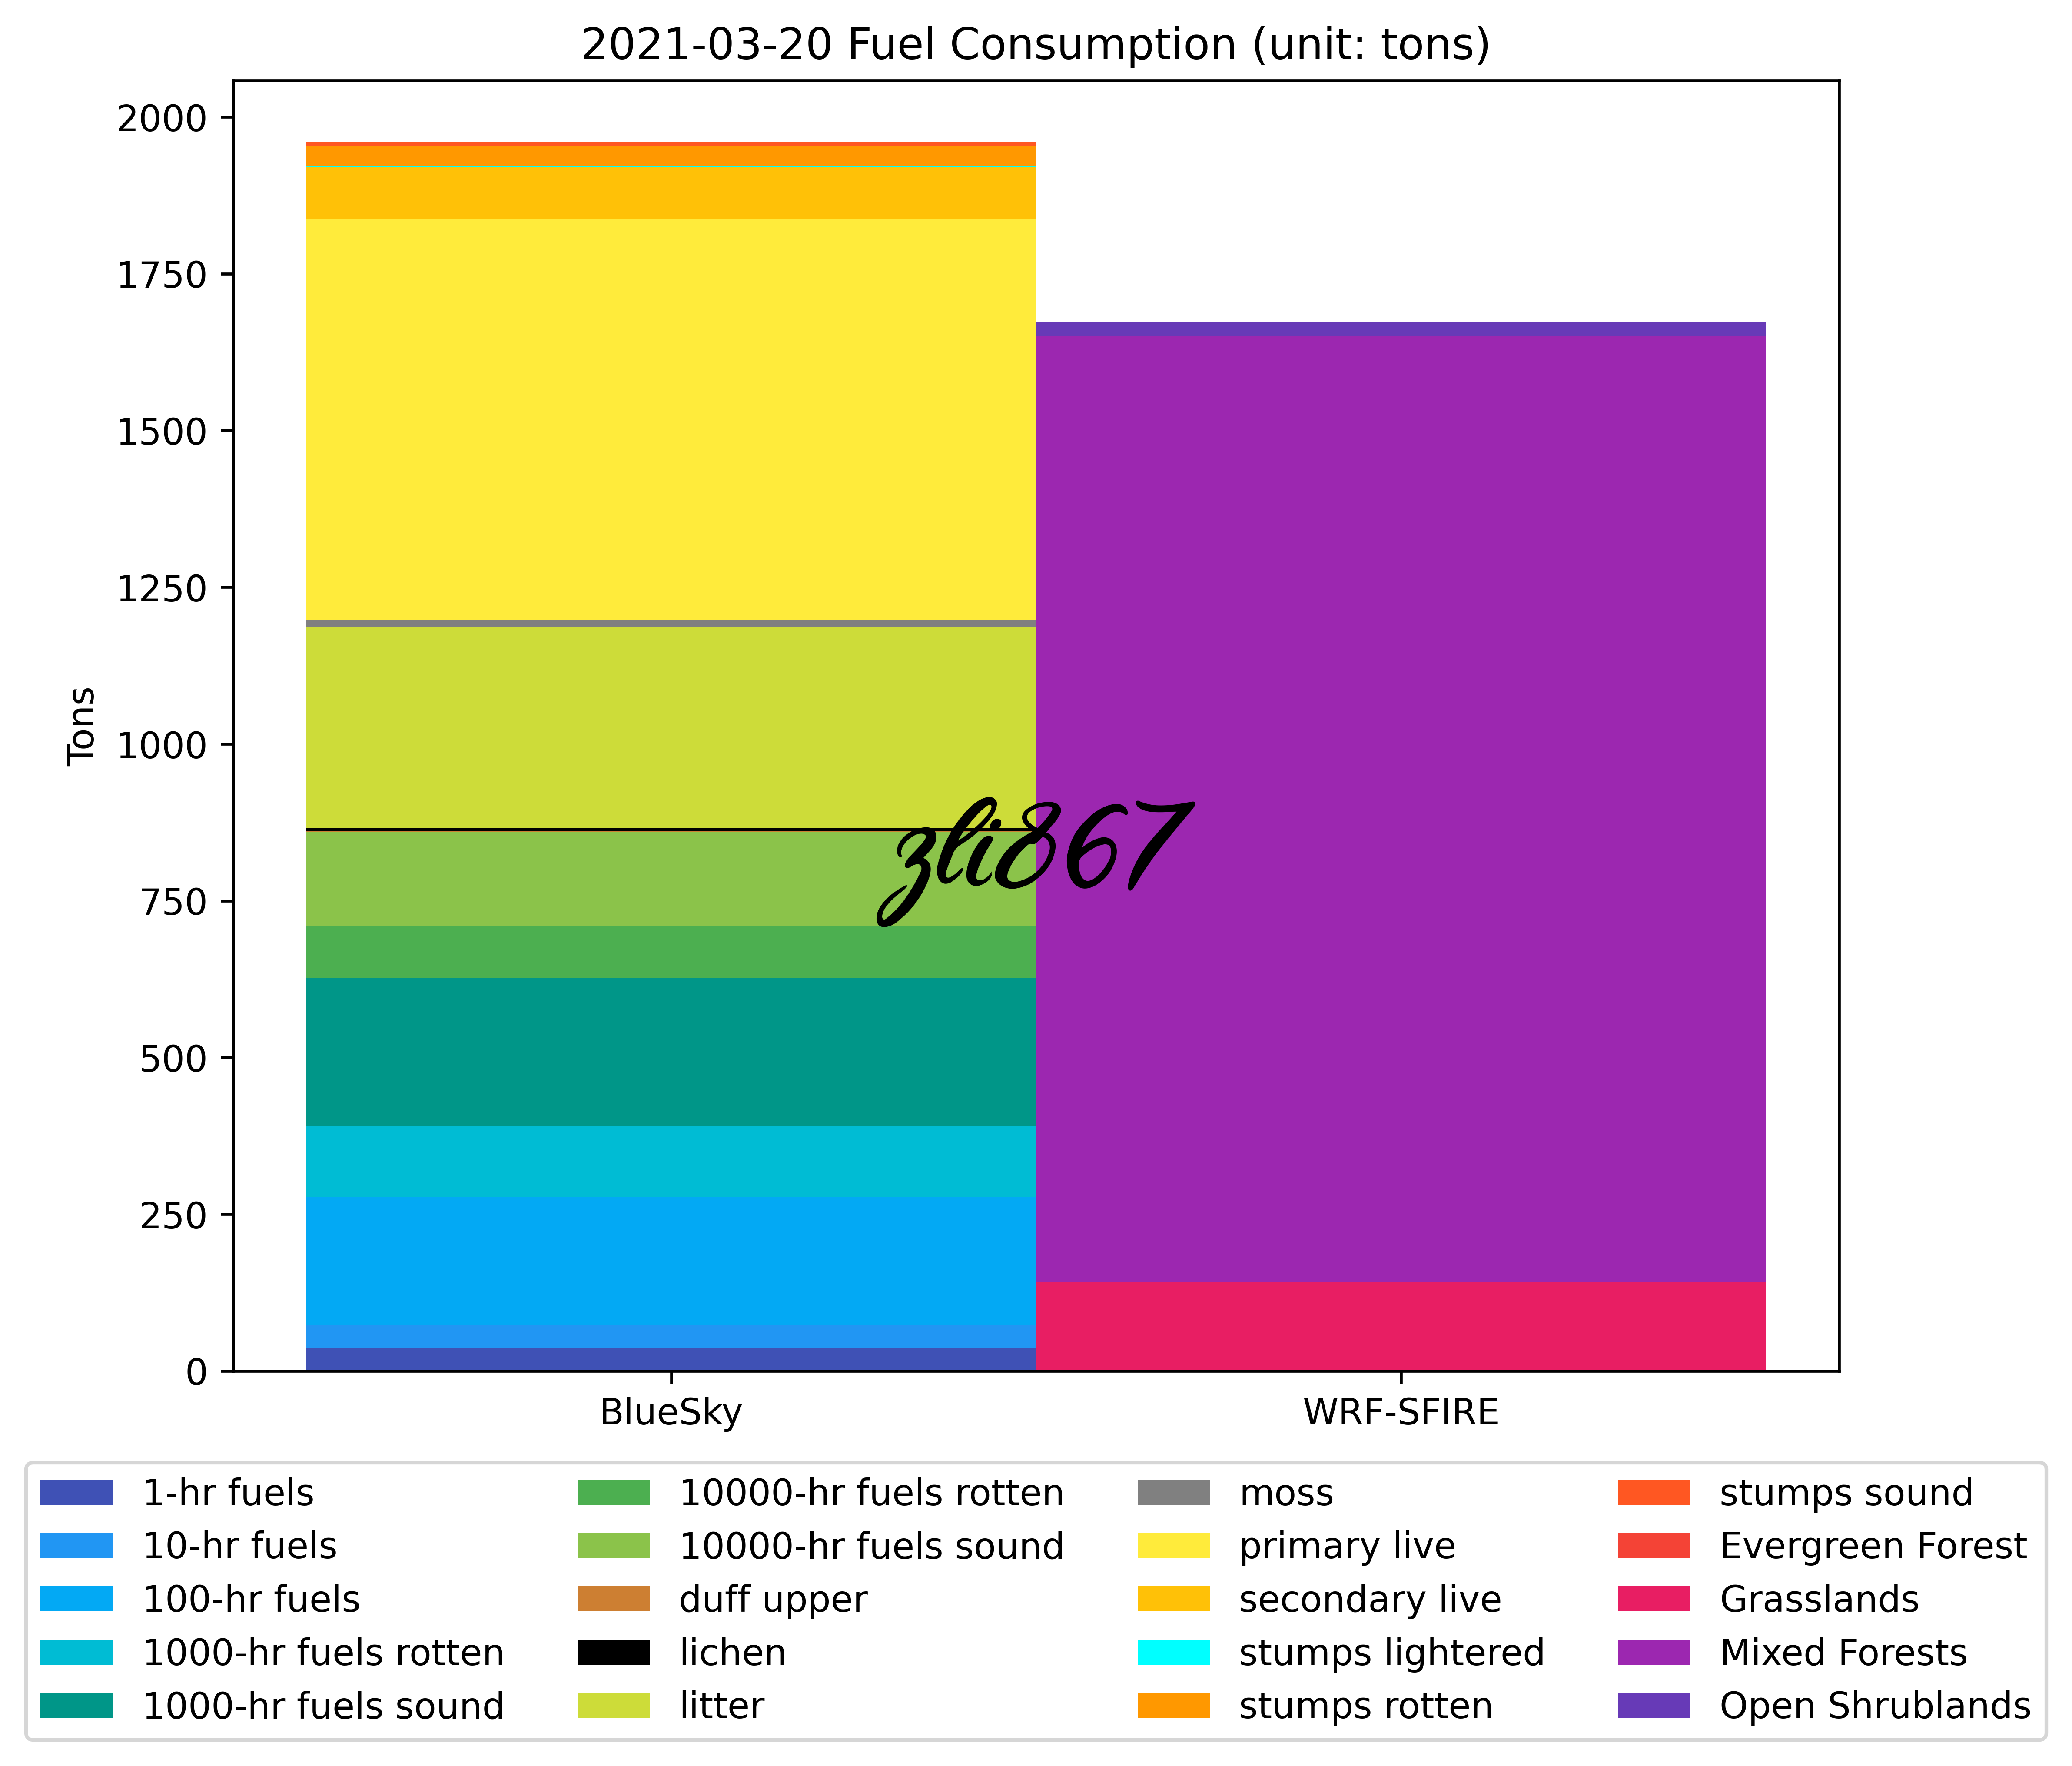 2021-03-20 Fuel Consumption (unit: tons)
2000
1750
1500
1250
1000
750
500
250
0
Tons
zli867
BlueSky
WRF-SFIRE
1-hr fuels
10-hr fuels
100-hr fuels
1000-hr fuels rotten
1000-hr fuels sound
10000-hr fuels rotten
10000-hr fuels sound
duff upper
lichen
litter
moss
primary live
secondary live
stumps lightered
stumps rotten
stumps sound
Evergreen Forest
Grasslands
Mixed Forests
Open Shrublands